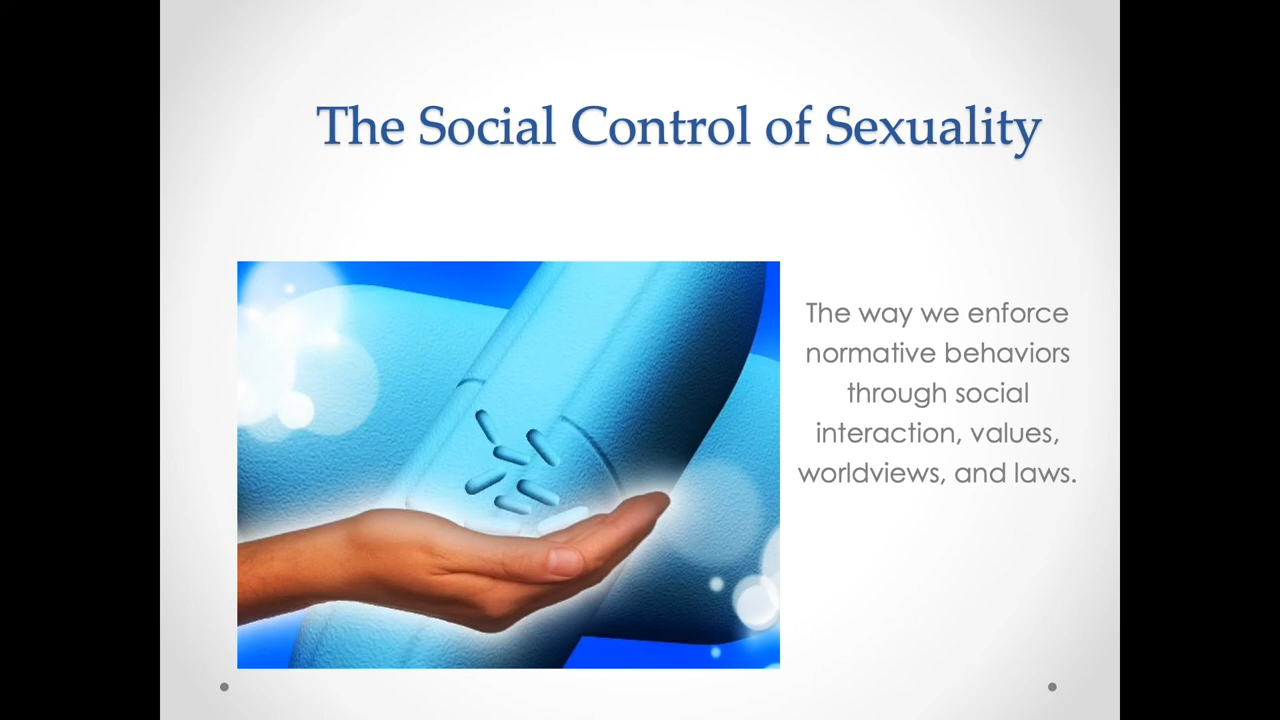 The Social Control of Sexuality
The way we enforce
normative behaviors
through social
interaction, values,
worldviews, and laws.